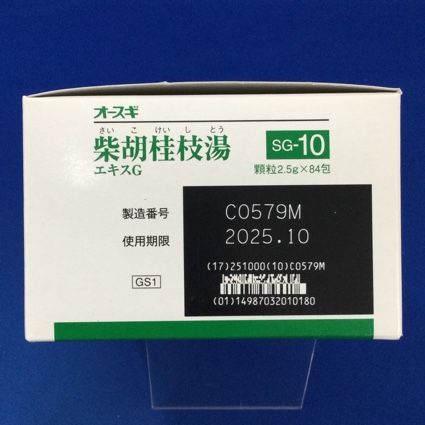 オースギ
さいこけいしとう
柴胡桂枝湯
エキスG
SG-10
顆粒2.5g×84包
製造番号 C0579M
使用期限 2025.10
(17)251000(10)C0579M
GS1
(01)14987032010180